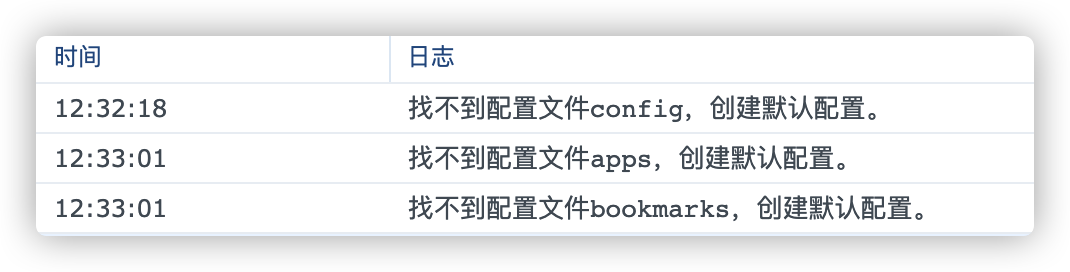 时间 日志
12:32:18 找不到配置文件config，创建默认配置。
12:33:01 找不到配置文件apps，创建默认配置。
12:33:01 找不到配置文件bookmarks，创建默认配置。